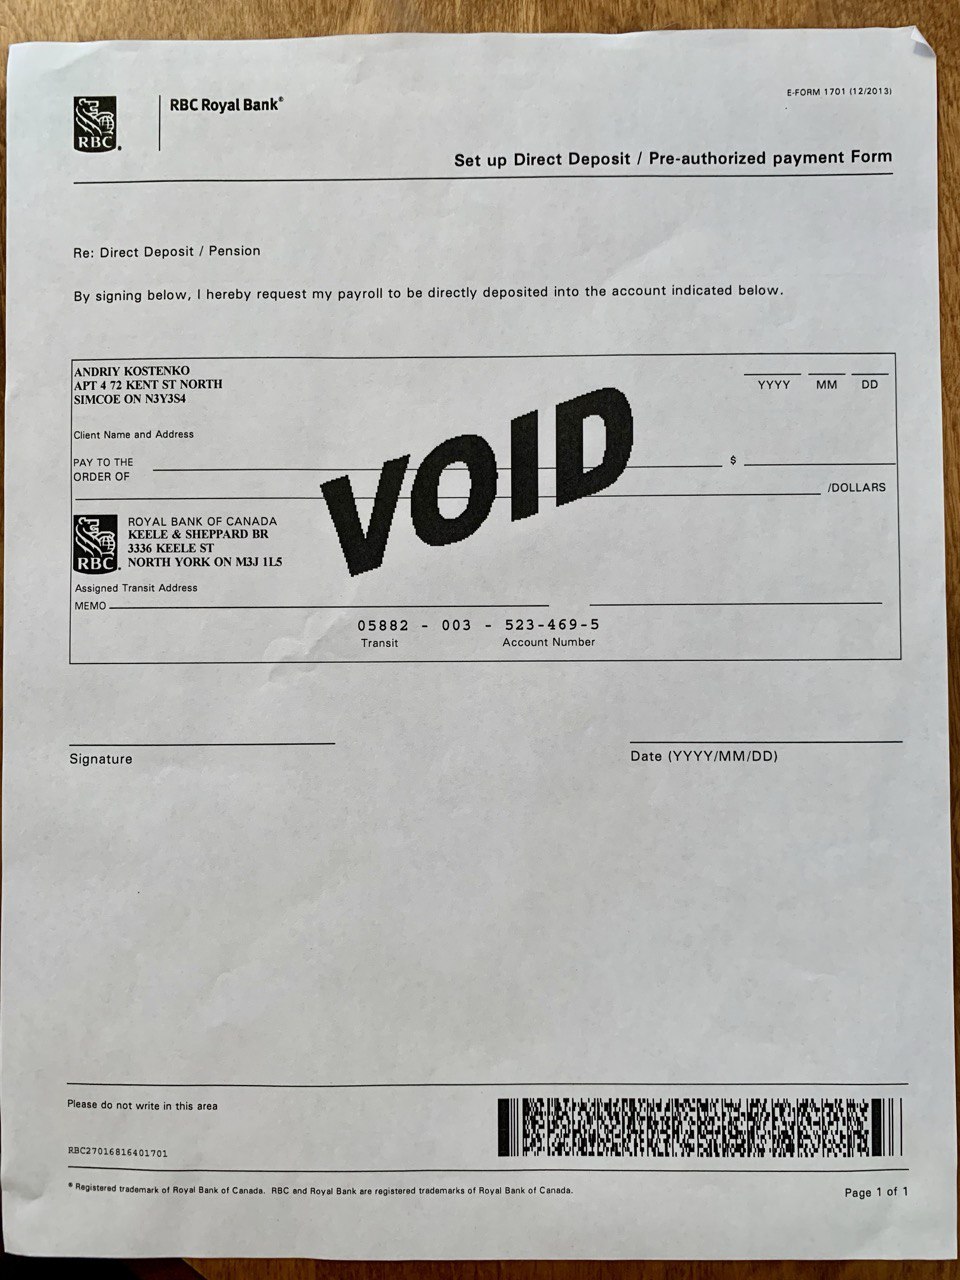 RBC®
RBC Royal Bank®
E-FORM 1701 (12/2013)
Set up Direct Deposit / Pre-authorized payment Form
Re: Direct Deposit / Pension
By signing below, I hereby request my payroll to be directly deposited into the account indicated below.
ANDRIY KOSTENKO
APT 4 72 KENT ST NORTH
SIMCOE ON N3Y3S4
YYYY MM DD
Client Name and Address
PAY TO THE
ORDER OF
$
/DOLLARS
VOID
RBC®
ROYAL BANK OF CANADA
KEELE & SHEPPARD BR
3336 KEELE ST
NORTH YORK ON M3J 1L5
Assigned Transit Address
MEMO
05882 - 003 - 523-469-5
Transit Account Number
Signature
Date (YYYY/MM/DD)
Please do not write in this area
RBC27016816401701
® Registered trademark of Royal Bank of Canada. RBC and Royal Bank are registered trademarks of Royal Bank of Canada.
Page 1 of 1